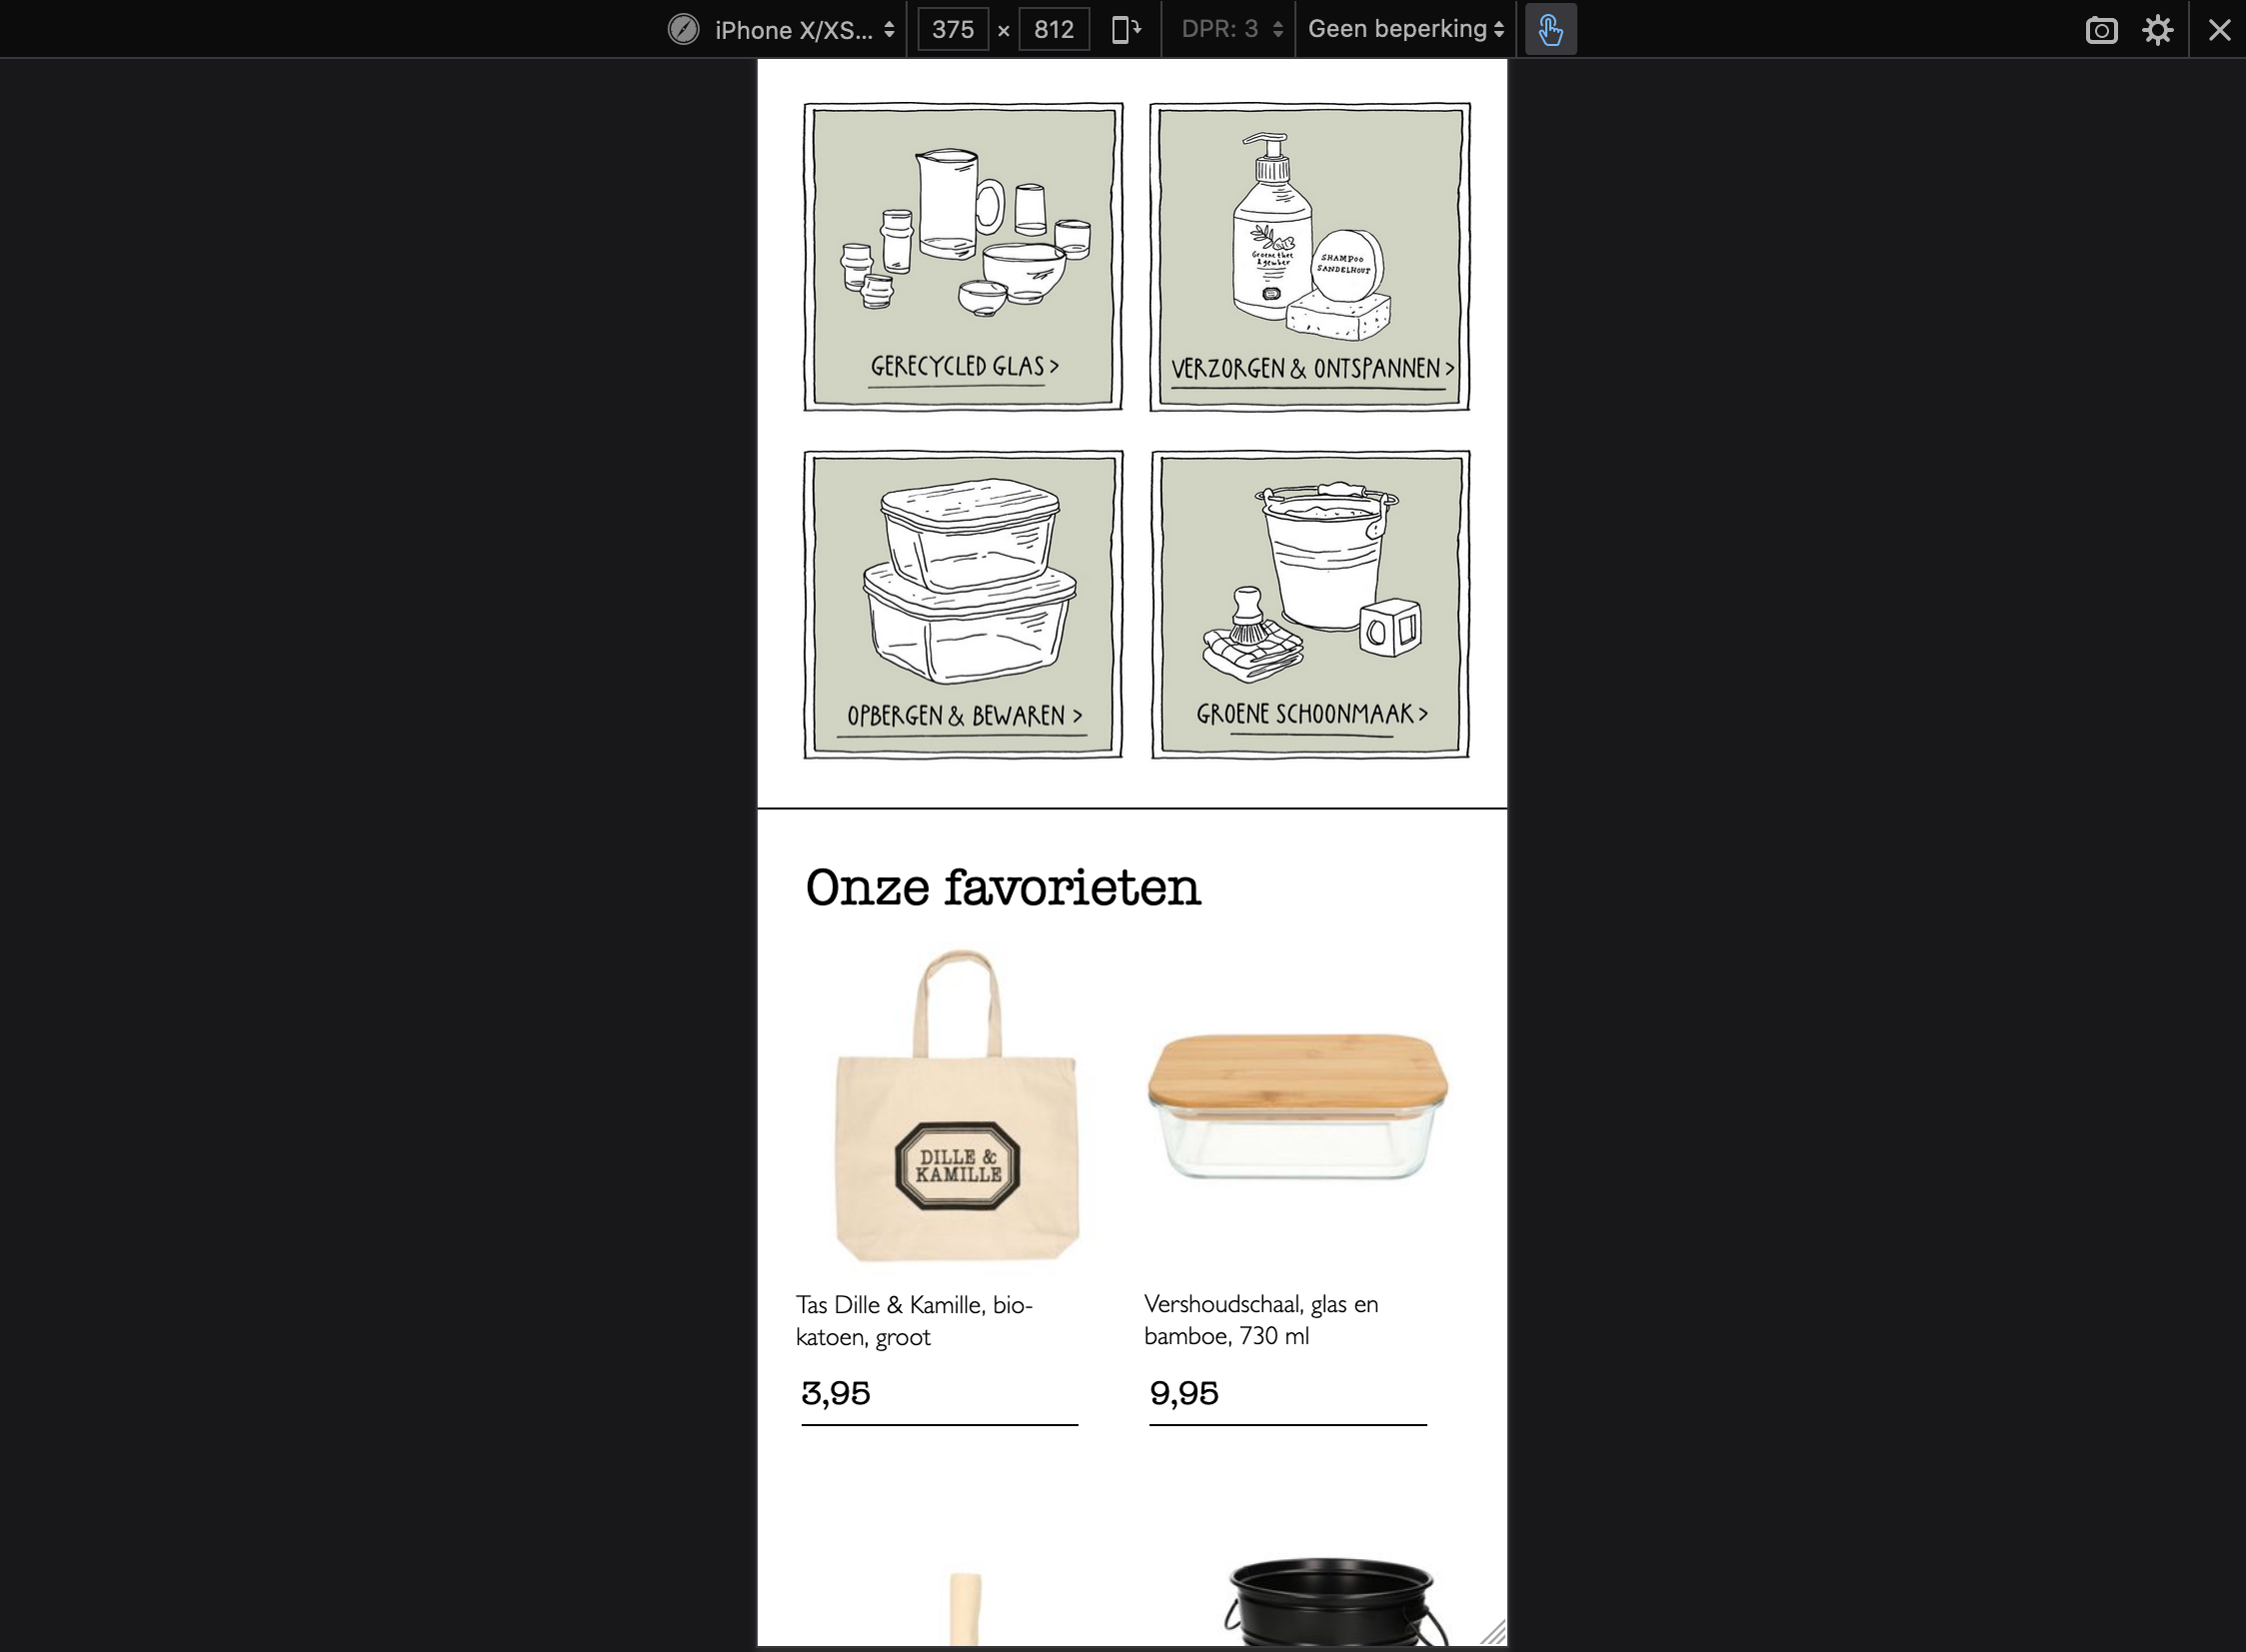 iPhone X/XS... 375 × 812 DPR: 3 Geen beperking
Groene thee
& gember
SHAMPOO
SANDELHOUT
GERECYCLED GLAS >
VERZORGEN & ONTSPANNEN >
OPBERGEN & BEWAREN >
GROENE SCHOONMAAK >
Onze favorieten
DILLE &
KAMILLE
Tas Dille & Kamille, bio-
katoen, groot
3,95
Vershoudschaal, glas en
bamboe, 730 ml
9,95